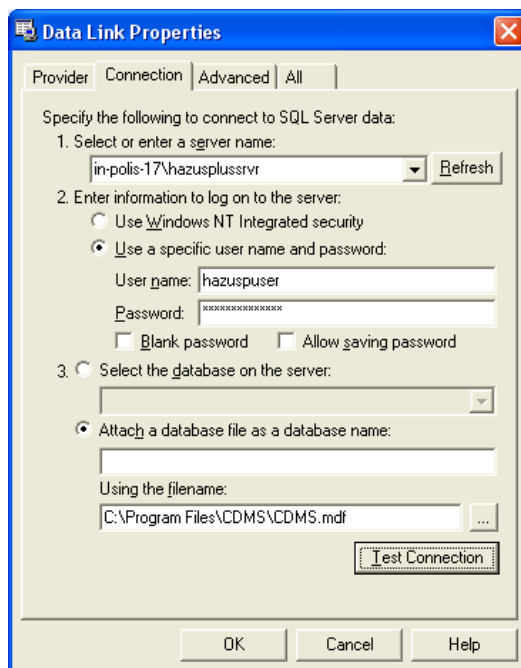 Data Link Properties
Provider Connection Advanced All
Specify the following to connect to SQL Server data:
1. Select or enter a server name:
in-polis-17\hazusplussrvr Refresh
2. Enter information to log on to the server:
Use Windows NT Integrated security
Use a specific user name and password:
User name: hazuspuser
Password: **************
Blank password Allow saving password
3. Select the database on the server:
Attach a database file as a database name:
Using the filename:
C:\Program Files\CDMS\CDMS.mdf ...
Test Connection
OK Cancel Help